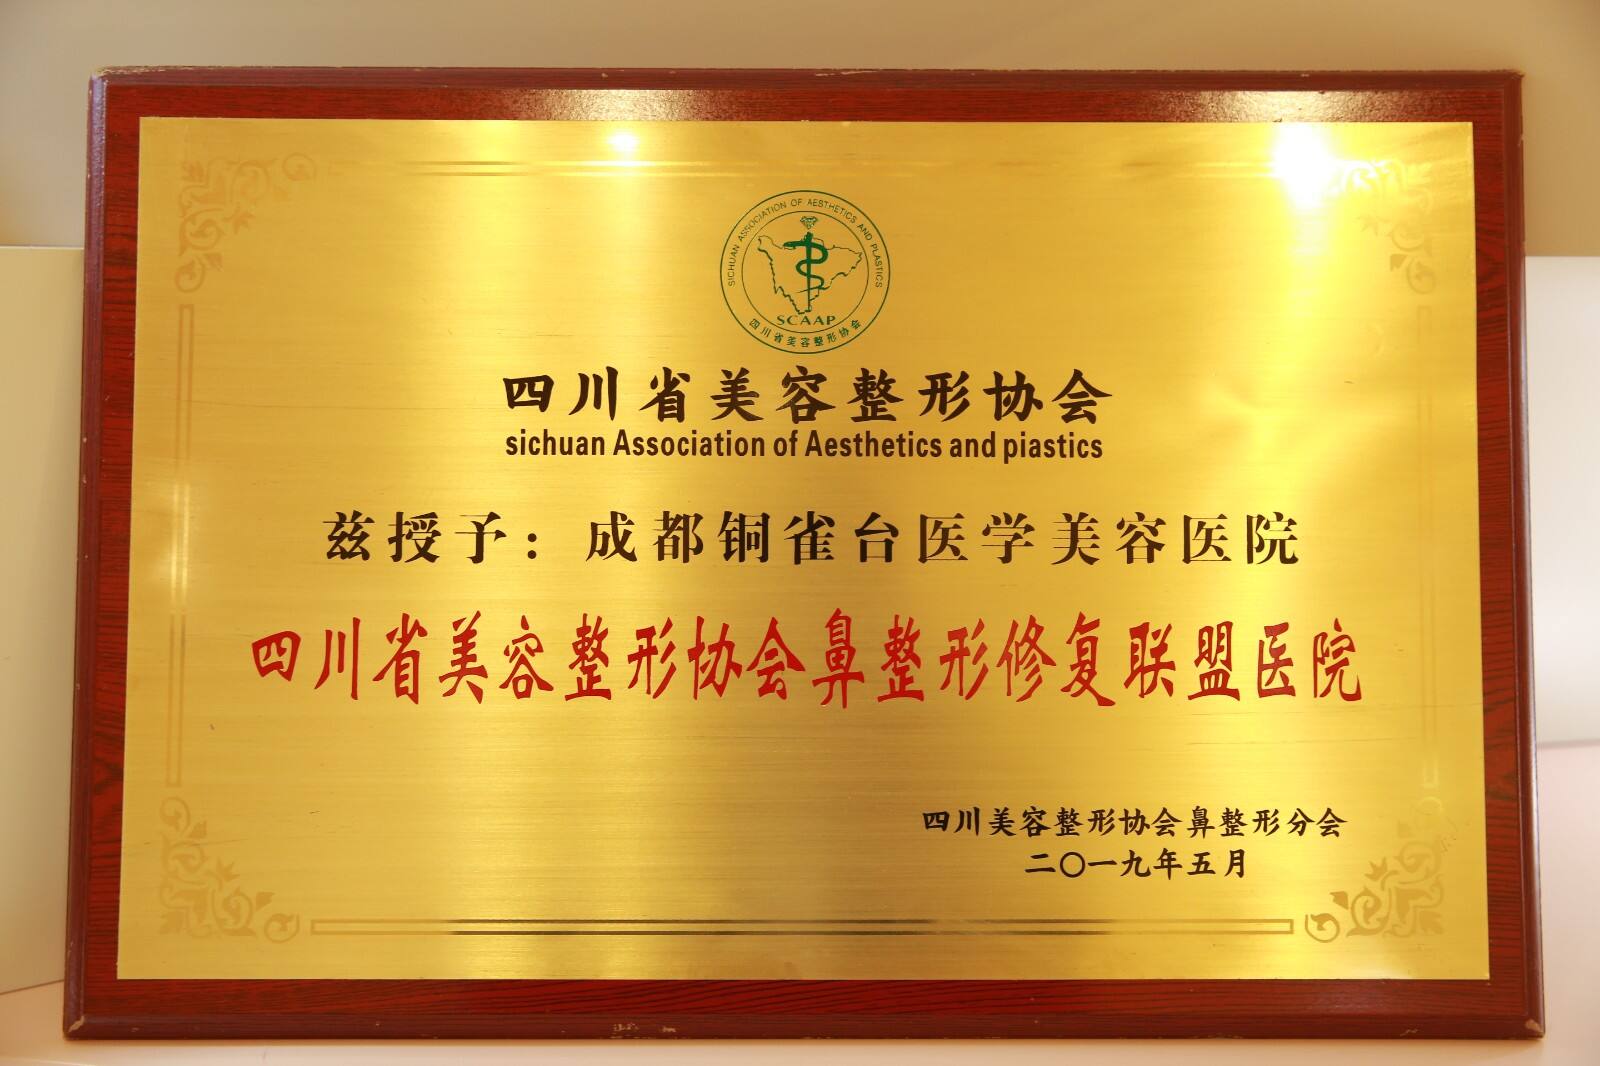 SICHUAN ASSOCIATION OF AESTHETICS AND PLASTICS
SCAAP
四川省美容整形协会
四川省美容整形协会
sichuan Association of Aesthetics and piastics
兹授予：成都铜雀台医学美容医院
四川省美容整形协会鼻整形修复联盟医院
四川美容整形协会鼻整形分会
二〇一九年五月